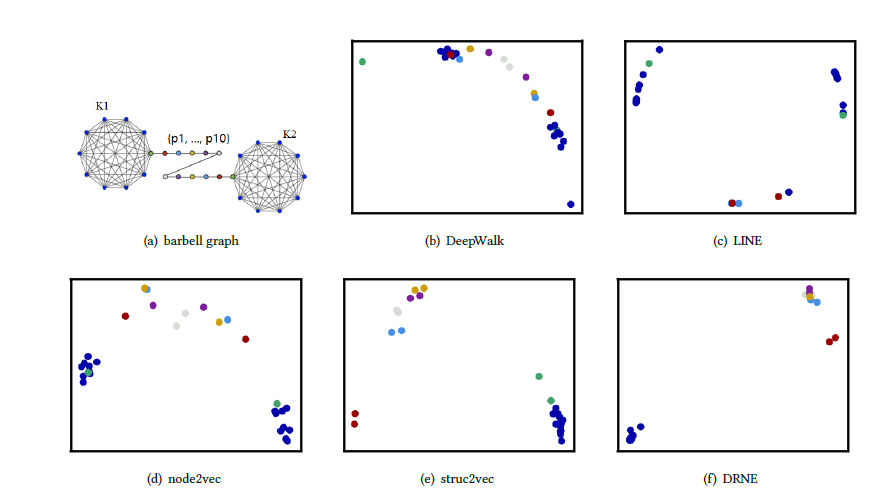 K1
{p1, ..., p10}
K2
(a) barbell graph
(b) DeepWalk
(c) LINE
(d) node2vec
(e) struc2vec
(f) DRNE